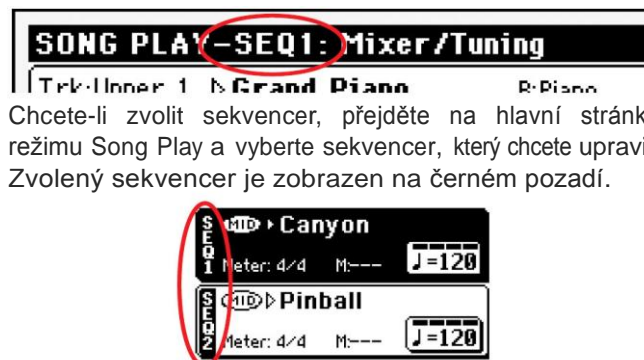 SONG PLAY-SEQ1: Mixer/Tuning
Trk:Upper 1 Grand Piano P:Piano
Chcete-li zvolit sekvencer, přejděte na hlavní stránk
režimu Song Play a vyberte sekvencer, který chcete upravi
Zvolený sekvencer je zobrazen na černém pozadí.
SEQ1 MID Canyon
Meter: 4/4 M:--- ♩=120
SEQ2 MID Pinball
Meter: 4/4 M:--- ♩=120